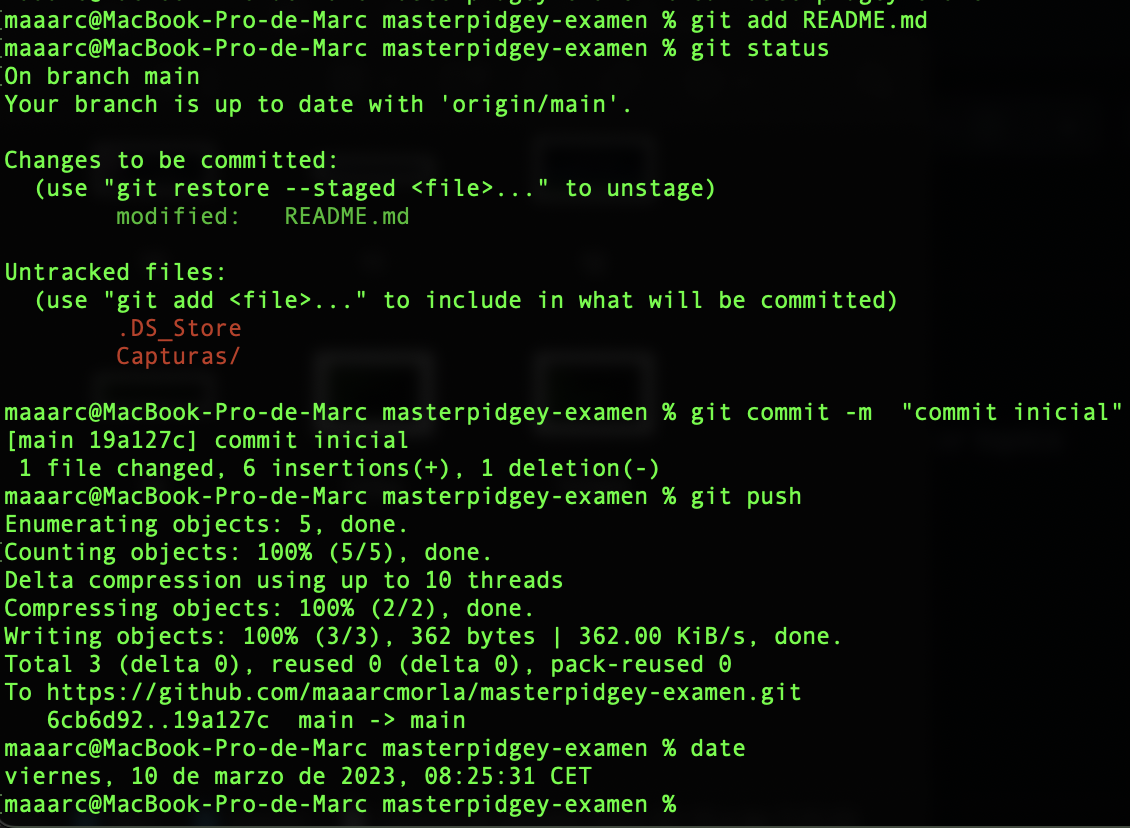 maaarc@MacBook-Pro-de-Marc masterpidgey-examen % git add README.md
maaarc@MacBook-Pro-de-Marc masterpidgey-examen % git status
On branch main
Your branch is up to date with 'origin/main'.

Changes to be committed:
  (use "git restore --staged <file>..." to unstage)
        modified:   README.md

Untracked files:
  (use "git add <file>..." to include in what will be committed)
        .DS_Store
        Capturas/

maaarc@MacBook-Pro-de-Marc masterpidgey-examen % git commit -m  "commit inicial"
[main 19a127c] commit inicial
 1 file changed, 6 insertions(+), 1 deletion(-)
maaarc@MacBook-Pro-de-Marc masterpidgey-examen % git push
Enumerating objects: 5, done.
Counting objects: 100% (5/5), done.
Delta compression using up to 10 threads
Compressing objects: 100% (2/2), done.
Writing objects: 100% (3/3), 362 bytes | 362.00 KiB/s, done.
Total 3 (delta 0), reused 0 (delta 0), pack-reused 0
To https://github.com/maaarcmorla/masterpidgey-examen.git
   6cb6d92..19a127c  main -> main
maaarc@MacBook-Pro-de-Marc masterpidgey-examen % date
viernes, 10 de marzo de 2023, 08:25:31 CET
maaarc@MacBook-Pro-de-Marc masterpidgey-examen %